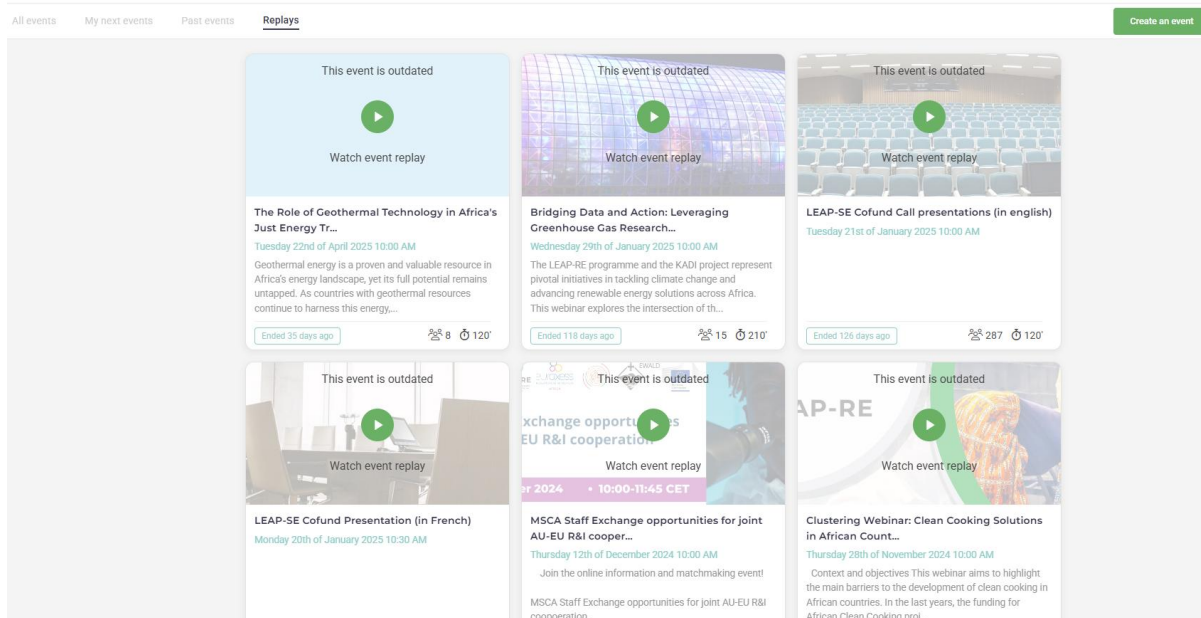 All events My next events Past events Replays Create an event
This event is outdated
Watch event replay
The Role of Geothermal Technology in Africa's
Just Energy Tr...
Tuesday 22nd of April 2025 10:00 AM
Geothermal energy is a proven and valuable resource in
Africa's energy landscape, yet its full potential remains
untapped. As countries with geothermal resources
continue to harness this energy,...
Ended 35 days ago 8 120'
This event is outdated
Watch event replay
Bridging Data and Action: Leveraging
Greenhouse Gas Research...
Wednesday 29th of January 2025 10:00 AM
The LEAP-RE programme and the KADI project represent
pivotal initiatives in tackling climate change and
advancing renewable energy solutions across Africa.
This webinar explores the intersection of th...
Ended 118 days ago 15 210'
This event is outdated
Watch event replay
LEAP-SE Cofund Call presentations (in english)
Tuesday 21st of January 2025 10:00 AM
Ended 126 days ago 287 120'
This event is outdated
Watch event replay
LEAP-SE Cofund Presentation (in French)
Monday 20th of January 2025 10:30 AM
EWALD
This event is outdated
xchange opportu es
EU R&I cooperation
Watch event replay
er 2024 • 10:00-11:45 CET
MSCA Staff Exchange opportunities for joint
AU-EU R&I cooper...
Thursday 12th of December 2024 10:00 AM
Join the online information and matchmaking event!
MSCA Staff Exchange opportunities for joint AU-EU R&I
This event is outdated
AP-RE
Watch event replay
Clustering Webinar: Clean Cooking Solutions
in African Count...
Thursday 28th of November 2024 10:00 AM
Context and objectives This webinar aims to highlight
the main barriers to the development of clean cooking in
African countries. In the last years, the funding for
African Clean Cooking proj...